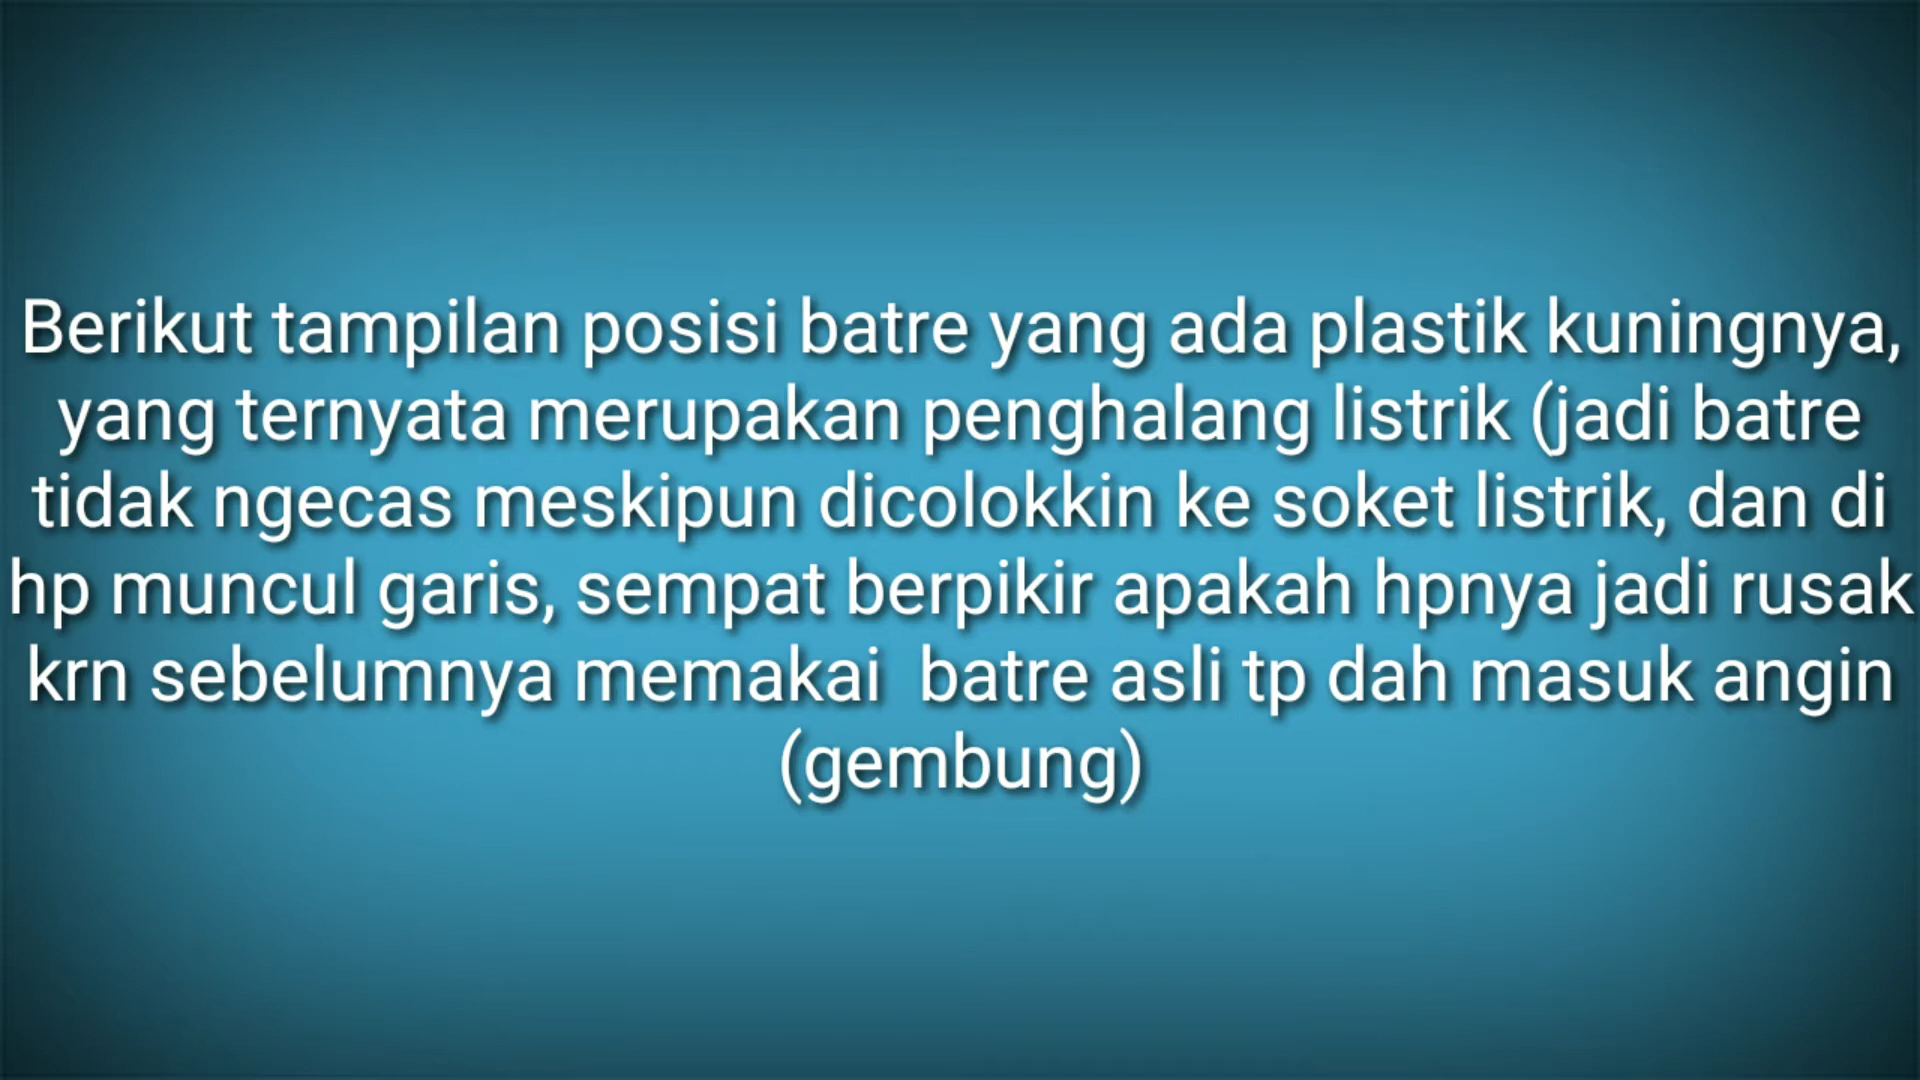 Berikut tampilan posisi batre yang ada plastik kuningnya,
yang ternyata merupakan penghalang listrik (jadi batre
tidak ngecas meskipun dicolokkin ke soket listrik, dan di
hp muncul garis, sempat berpikir apakah hpnya jadi rusak
krn sebelumnya memakai  batre asli tp dah masuk angin
(gembung)